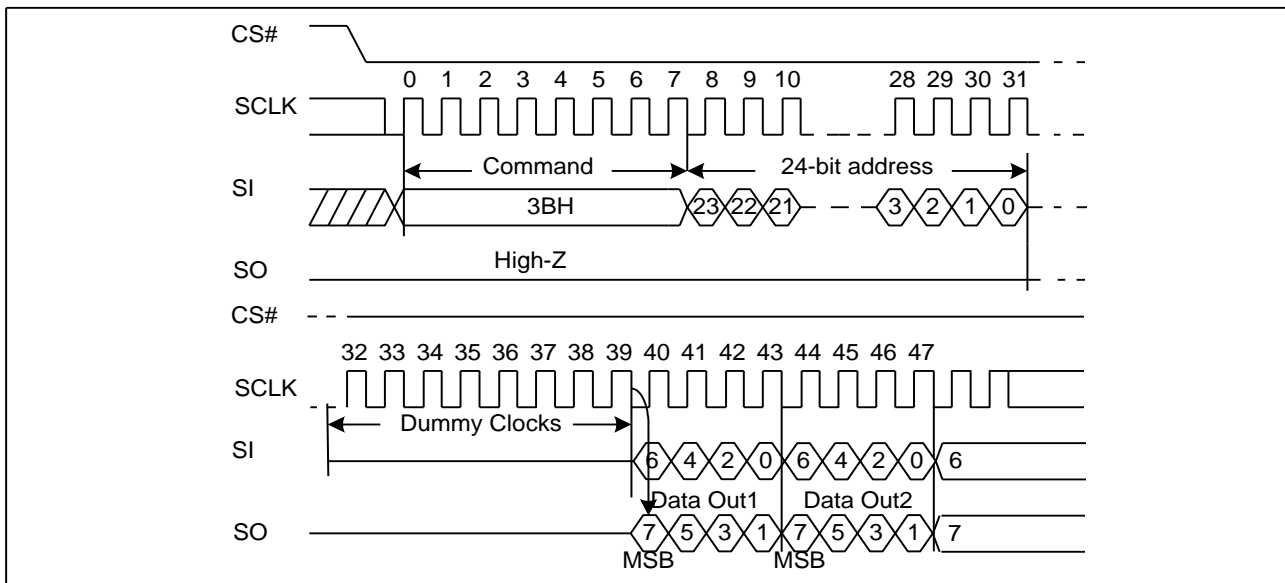 CS#
0 1 2 3 4 5 6 7 8 9 10 28 29 30 31
SCLK
Command 24-bit address
SI
3BH 23 22 21 3 2 1 0
High-Z
SO
CS#
32 33 34 35 36 37 38 39 40 41 42 43 44 45 46 47
SCLK
Dummy Clocks
SI
6 4 2 0 6 4 2 0 6
Data Out1 Data Out2
SO
7 5 3 1 7 5 3 1 7
MSB MSB